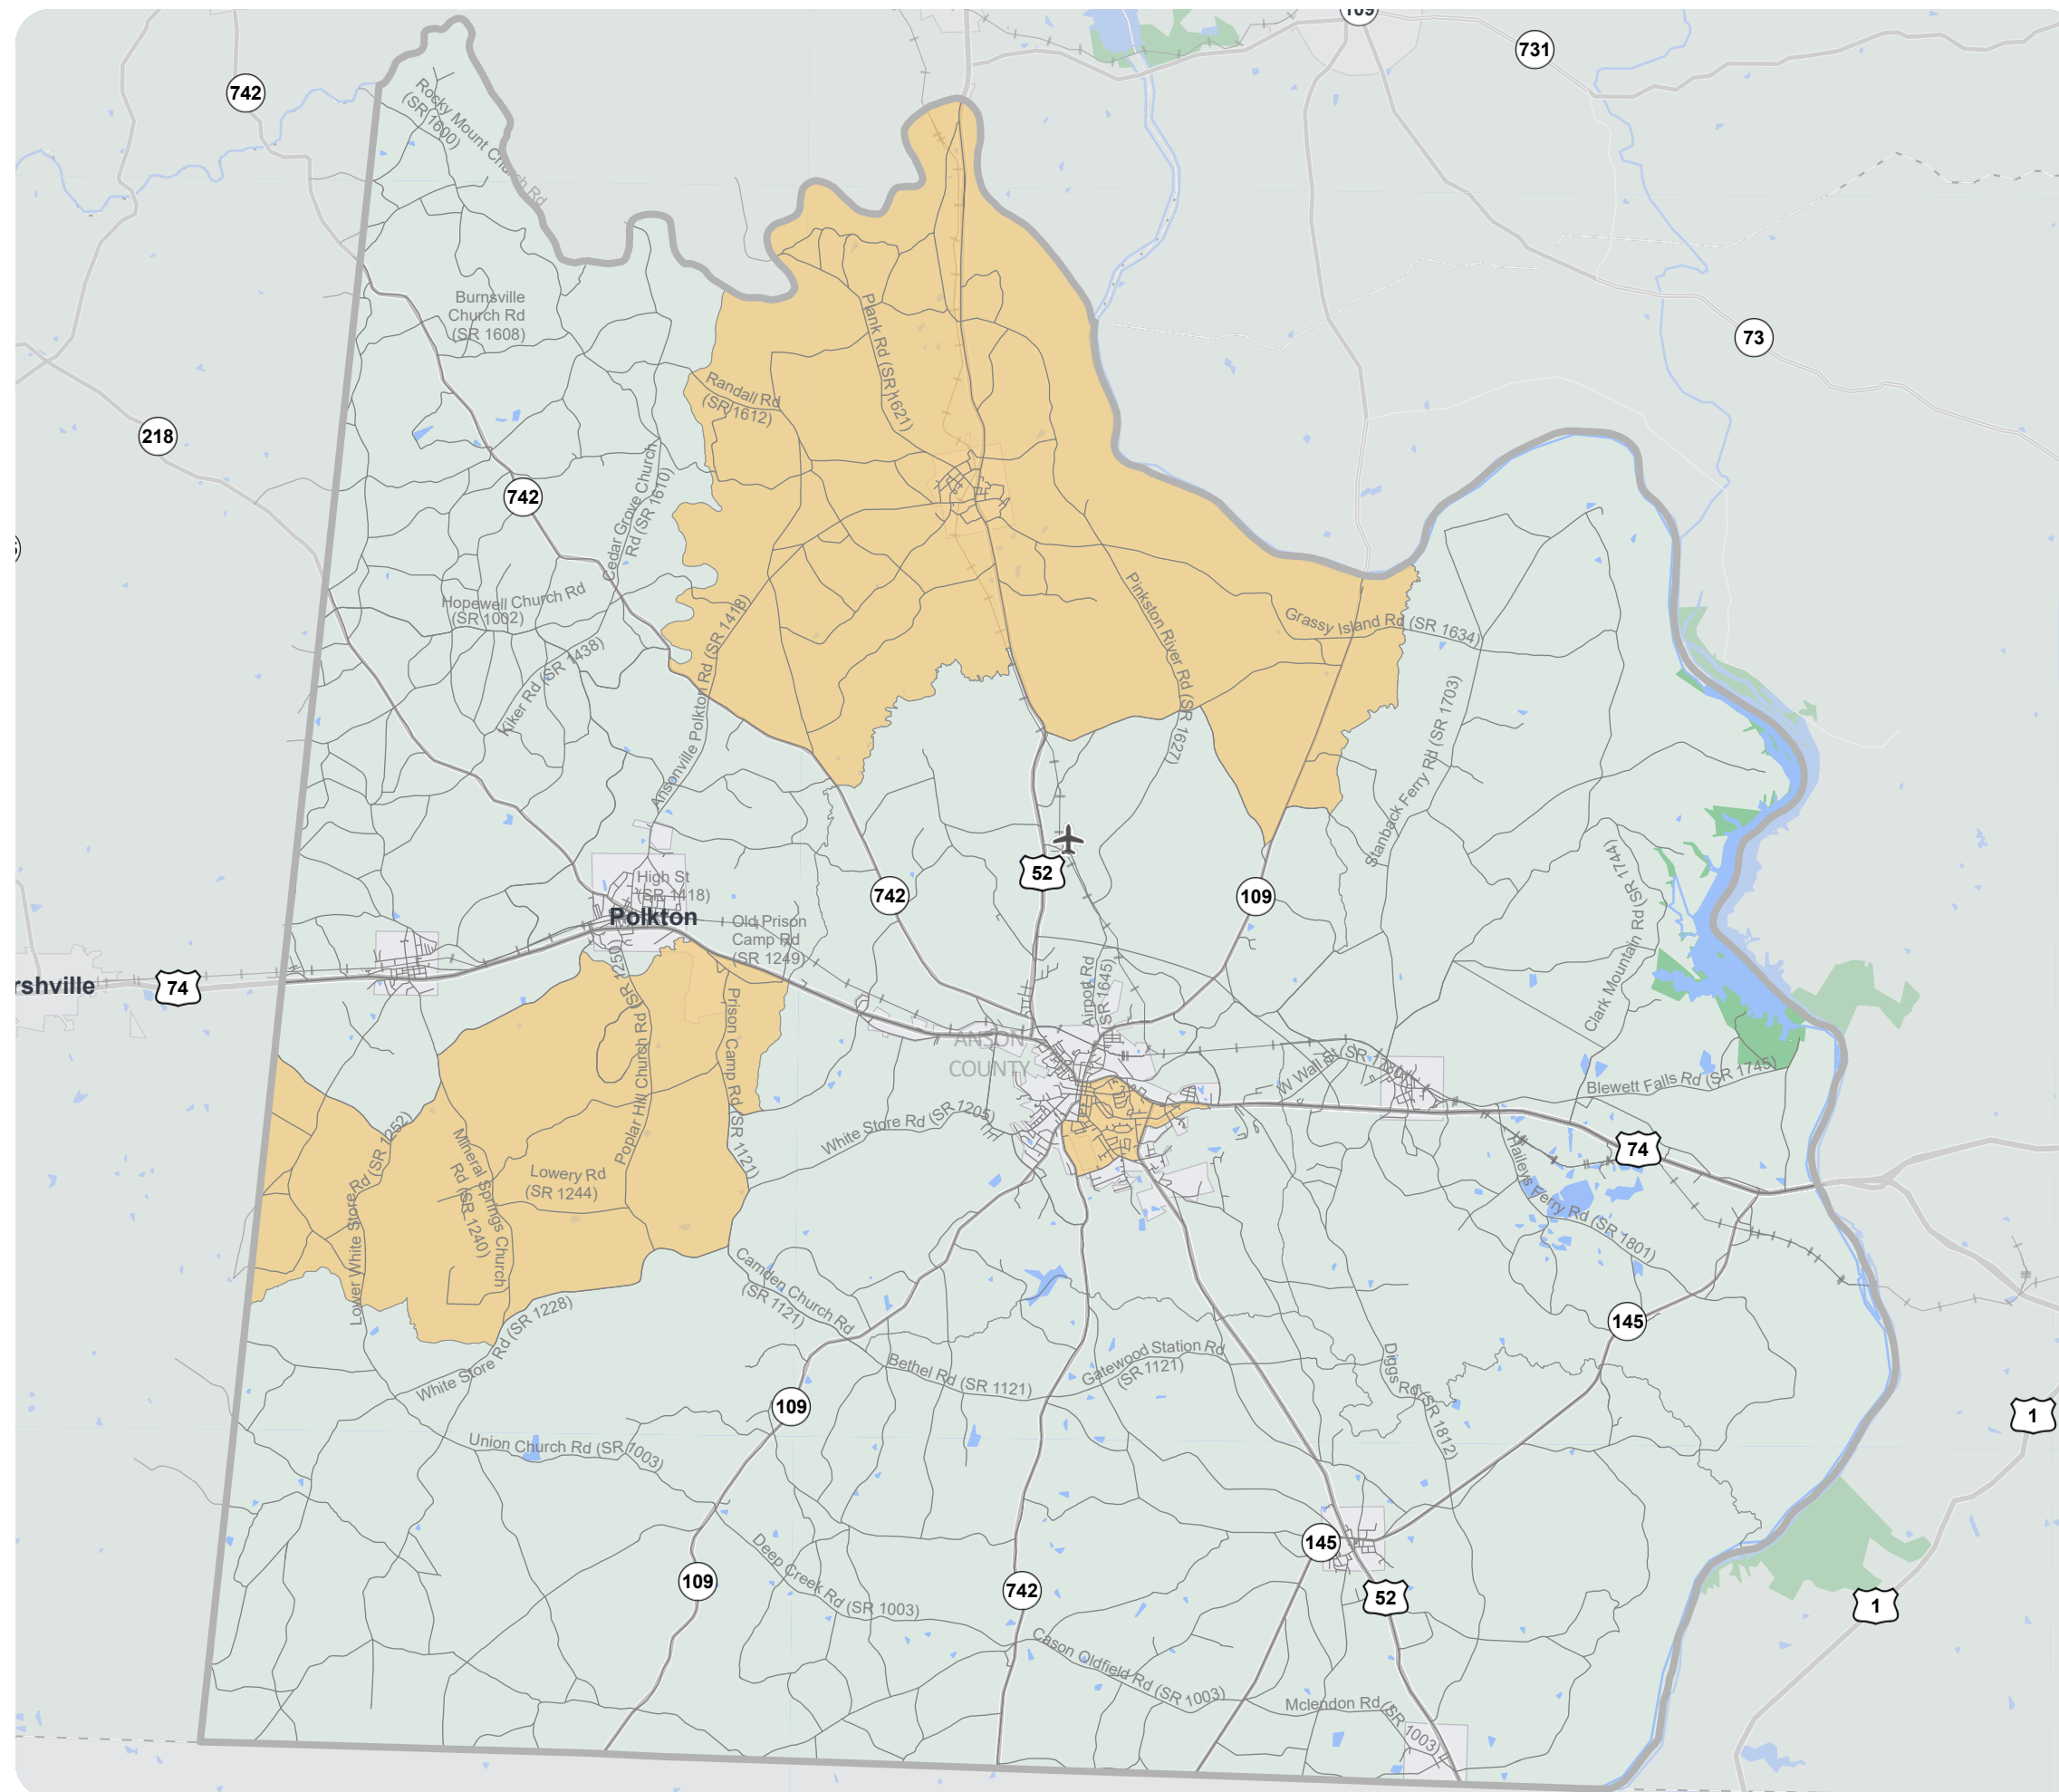 109
731
742
Rocky Mount Church Rd
(SR 1600)
73
Burnsville
Church Rd
(SR 1608)
Plank Rd (SR 1621)
Randall Rd
(SR 1612)
218
742
Cedar Grove Church
Rd (SR 1610)
Hopewell Church Rd
(SR 1002)
Kiker Rd (SR 1438)
Ansonville Polkton Rd (SR 1418)
Pinkston River Rd (SR 1627)
Grassy Island Rd (SR 1634)
Stanback Ferry Rd (SR 1703)
Clark Mountain Rd (SR 1744)
52
742
109
High St
(SR 1418)
Polkton
Old Prison
Camp Rd
(SR 1249)
rshville
74
Airport Rd
(SR 1645)
ANSON
COUNTY
Poplar Hill Church Rd (SR 1250)
Prison Camp Rd (SR 1121)
W Wall St (SR 1730)
Blewett Falls Rd (SR 1745)
White Store Rd (SR 1205)
Lower White Store Rd (SR 1252)
Mineral Springs Church
Rd (SR 1240)
Lowery Rd
(SR 1244)
74
Haileys Ferry Rd (SR 1801)
Camden Church Rd
(SR 1121)
White Store Rd (SR 1228)
145
Bethel Rd (SR 1121)
Gatewood Station Rd
(SR 1121)
Diggs Rd (SR 1812)
109
1
Union Church Rd (SR 1003)
145
109
742
52
1
Deep Creek Rd (SR 1003)
Cason Oldfield Rd (SR 1003)
Mclendon Rd (SR 1003)